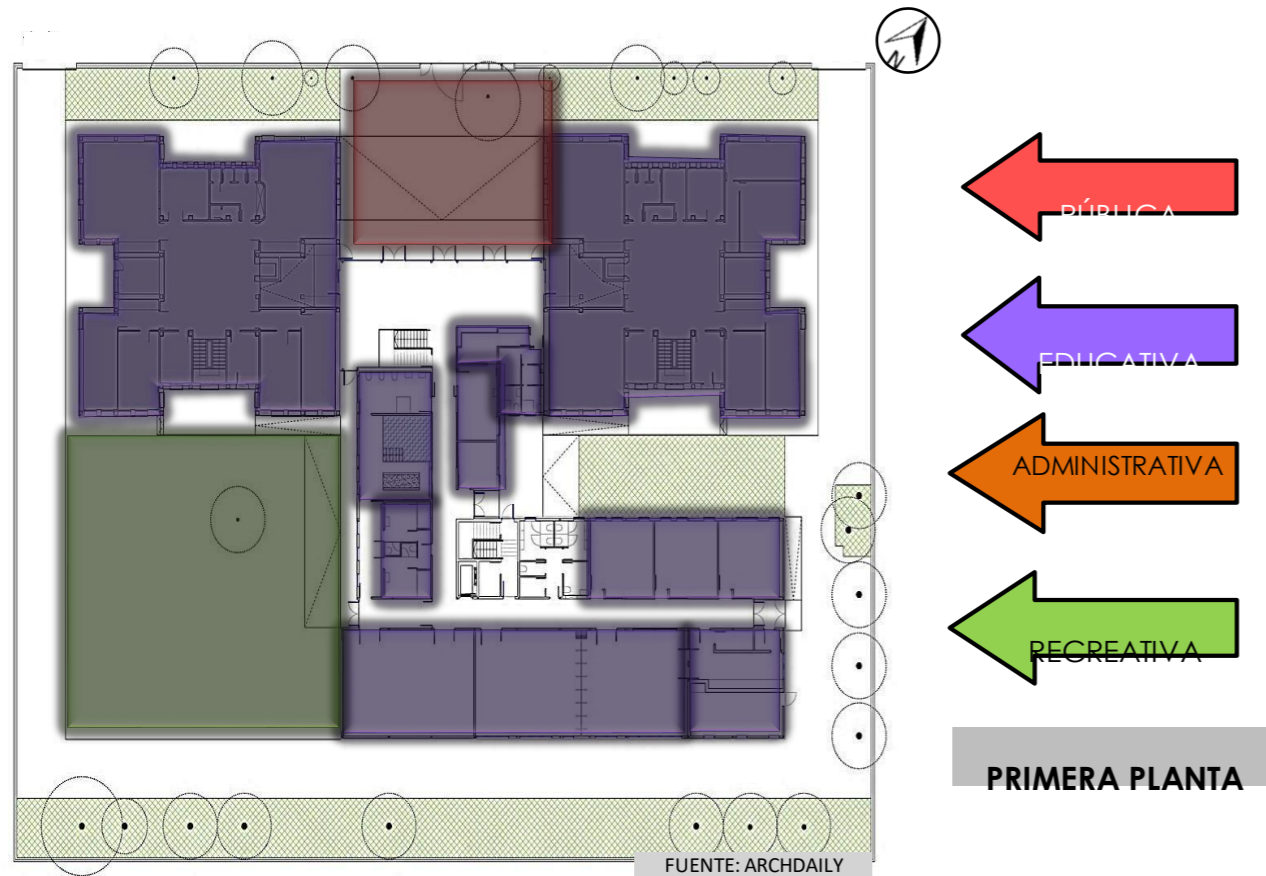 N
PÚBLICA
EDUCATIVA
ADMINISTRATIVA
RECREATIVA
PRIMERA PLANTA
FUENTE: ARCHDAILY